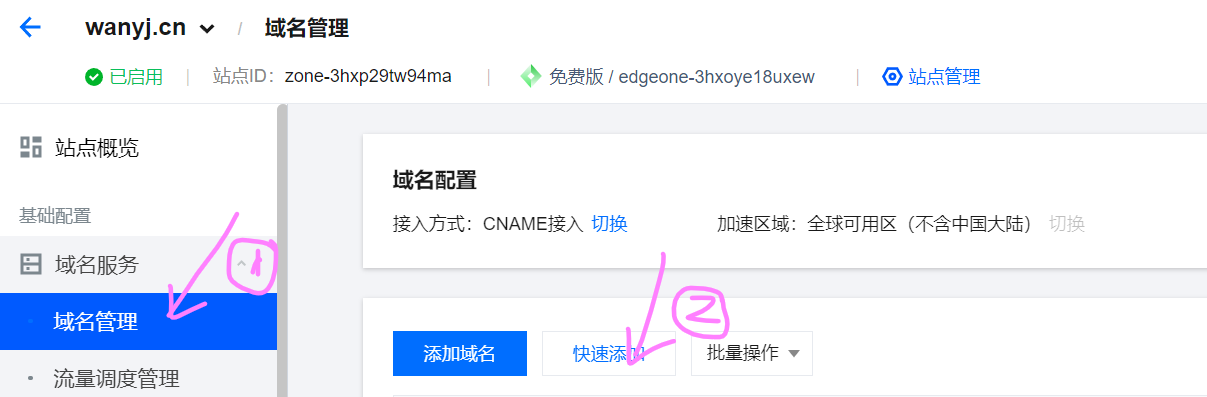 wanyj.cn / 域名管理
已启用 站点ID：zone-3hxp29tw94ma 免费版 / edgeone-3hxoye18uxew 站点管理
站点概览
基础配置
域名服务
域名管理
流量调度管理
域名配置
接入方式：CNAME接入 切换 加速区域：全球可用区（不含中国大陆） 切换
添加域名 快速添加 批量操作
1
2